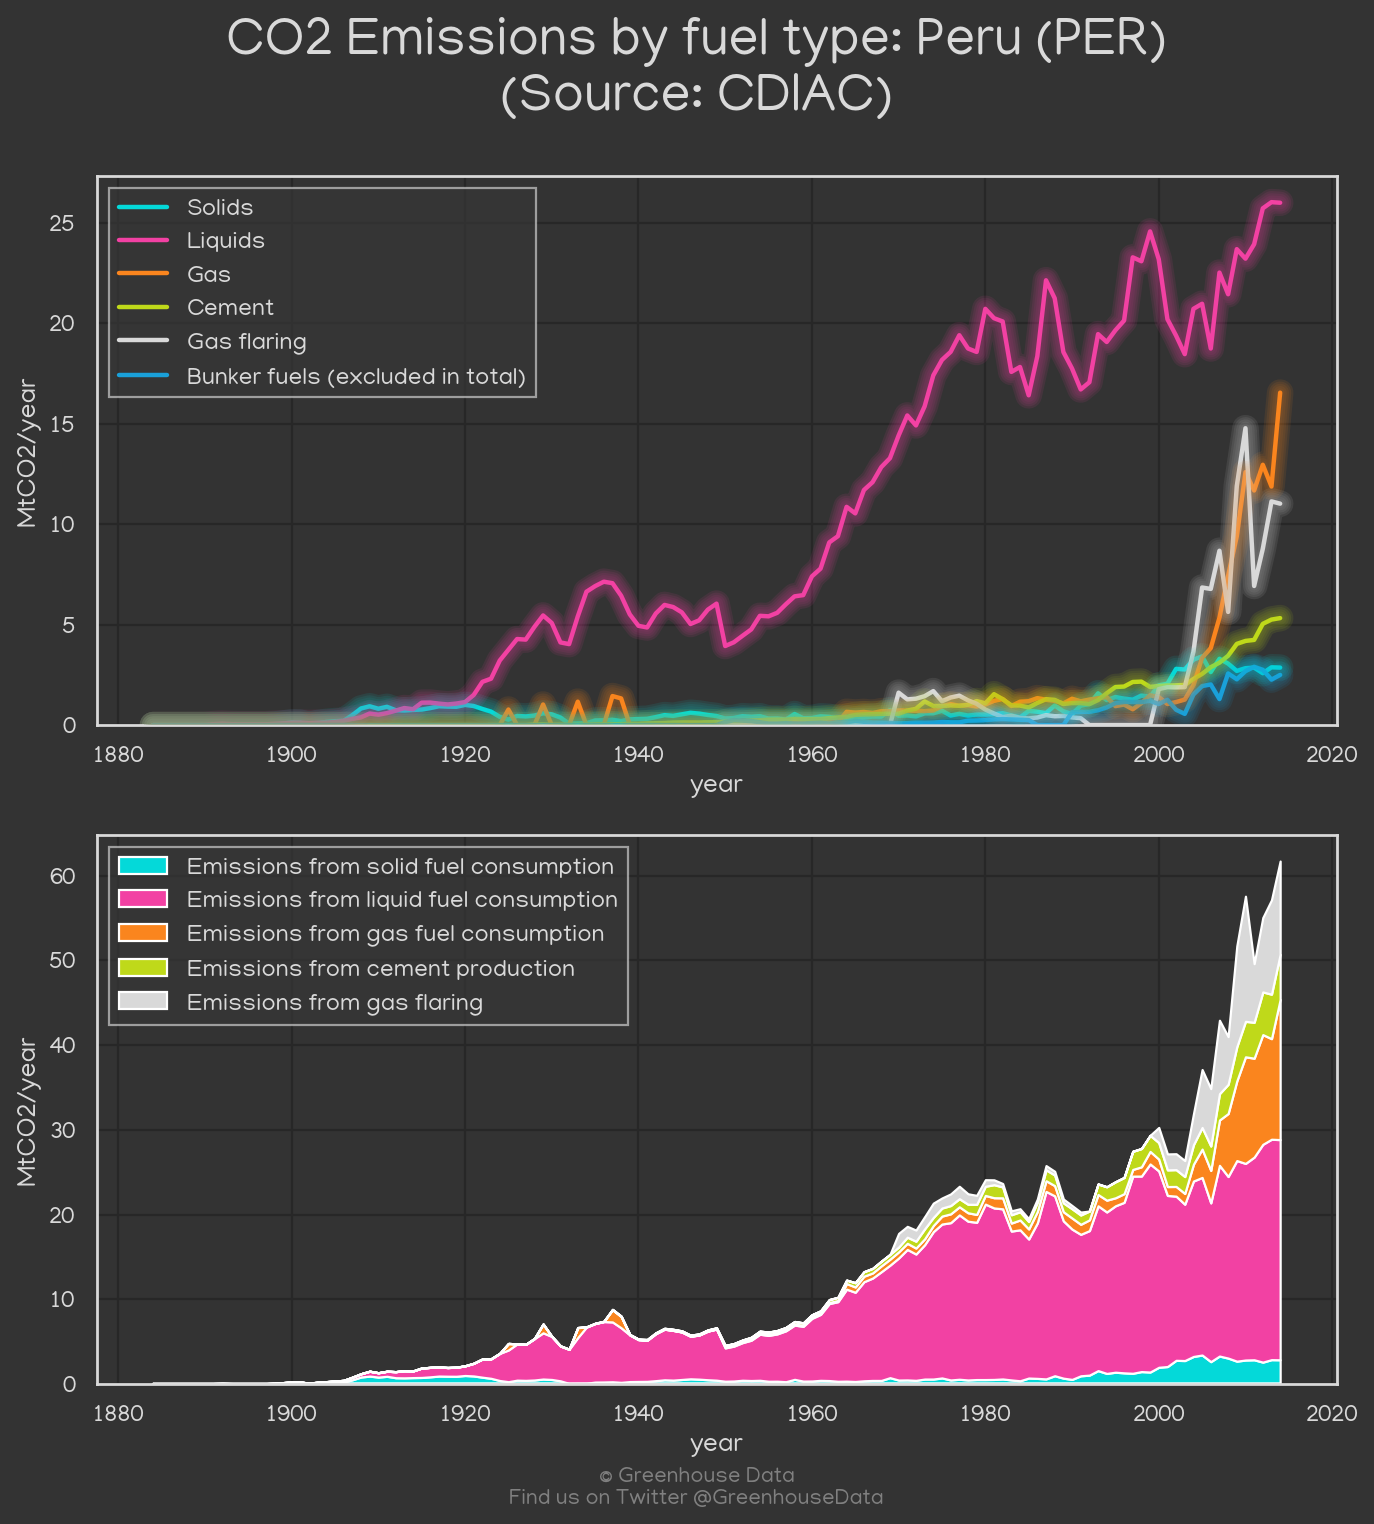 CO2 Emissions by fuel type: Peru (PER)
(Source: CDIAC)
Solids
Liquids
Gas
Cement
Gas flaring
Bunker fuels (excluded in total)
25
20
15
10
5
0
MtCO2/year
1880 1900 1920 1940 1960 1980 2000 2020
year
Emissions from solid fuel consumption
Emissions from liquid fuel consumption
Emissions from gas fuel consumption
Emissions from cement production
Emissions from gas flaring
60
50
40
30
20
10
0
MtCO2/year
1880 1900 1920 1940 1960 1980 2000 2020
year
© Greenhouse Data
Find us on Twitter @GreenhouseData